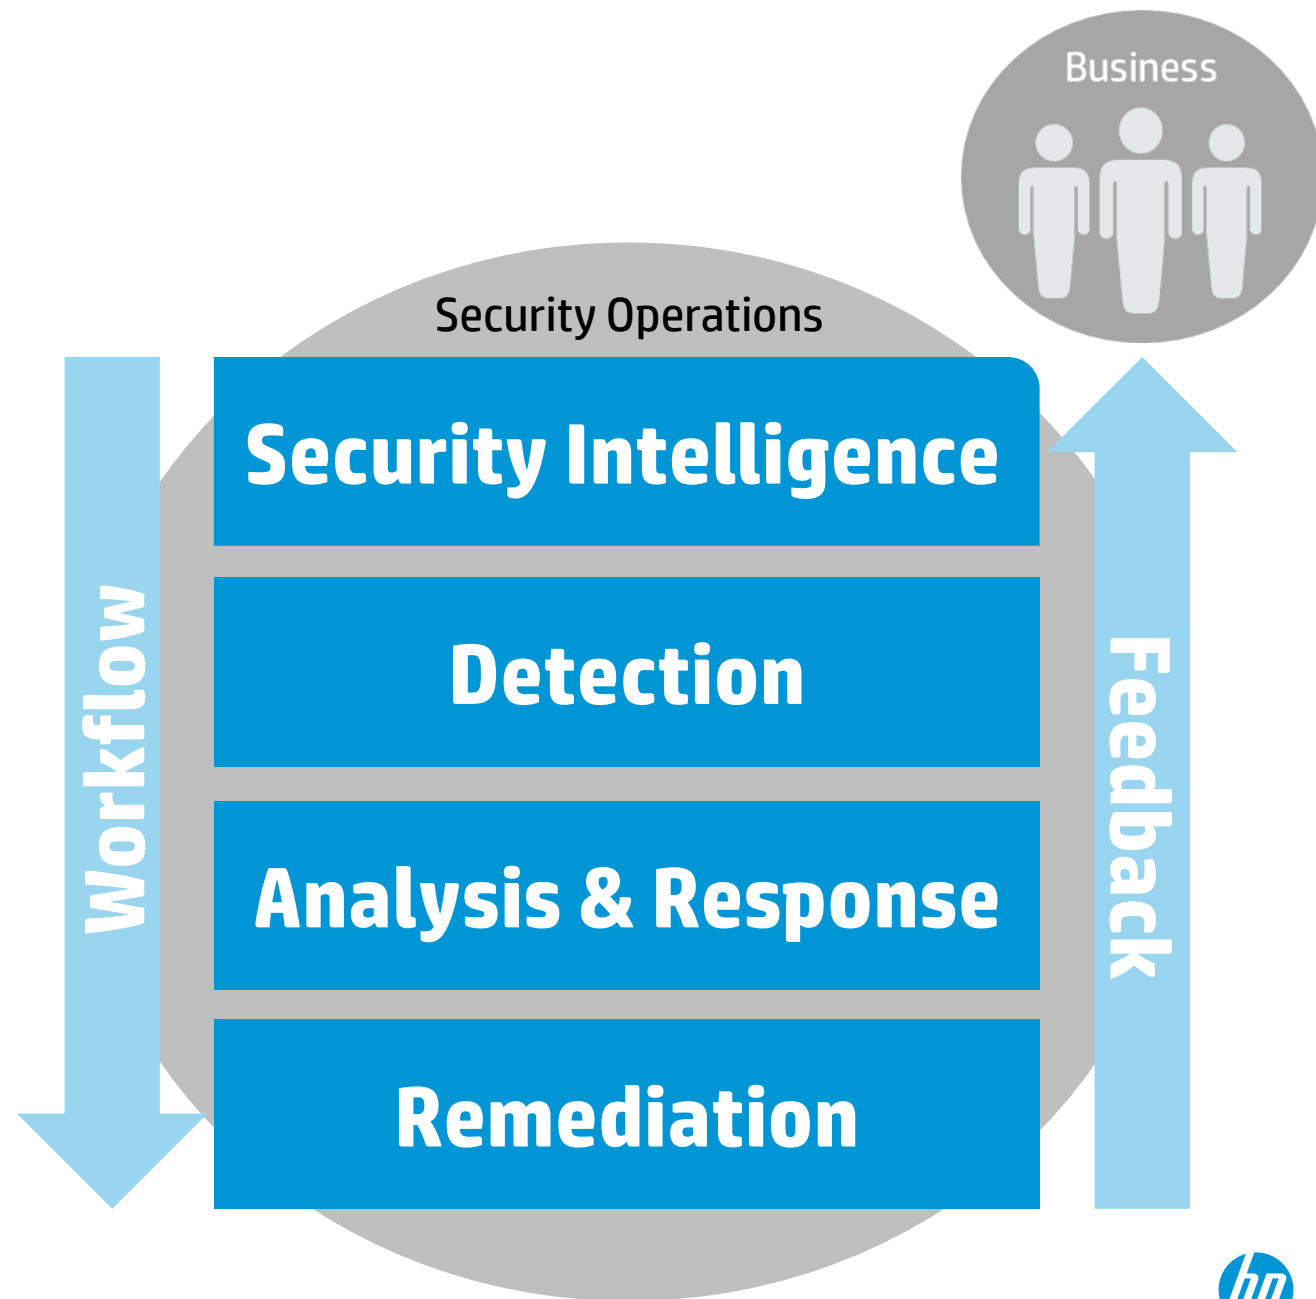 Business
Security Operations
Security Intelligence
Detection
Analysis & Response
Remediation
Workflow
Feedback
hp